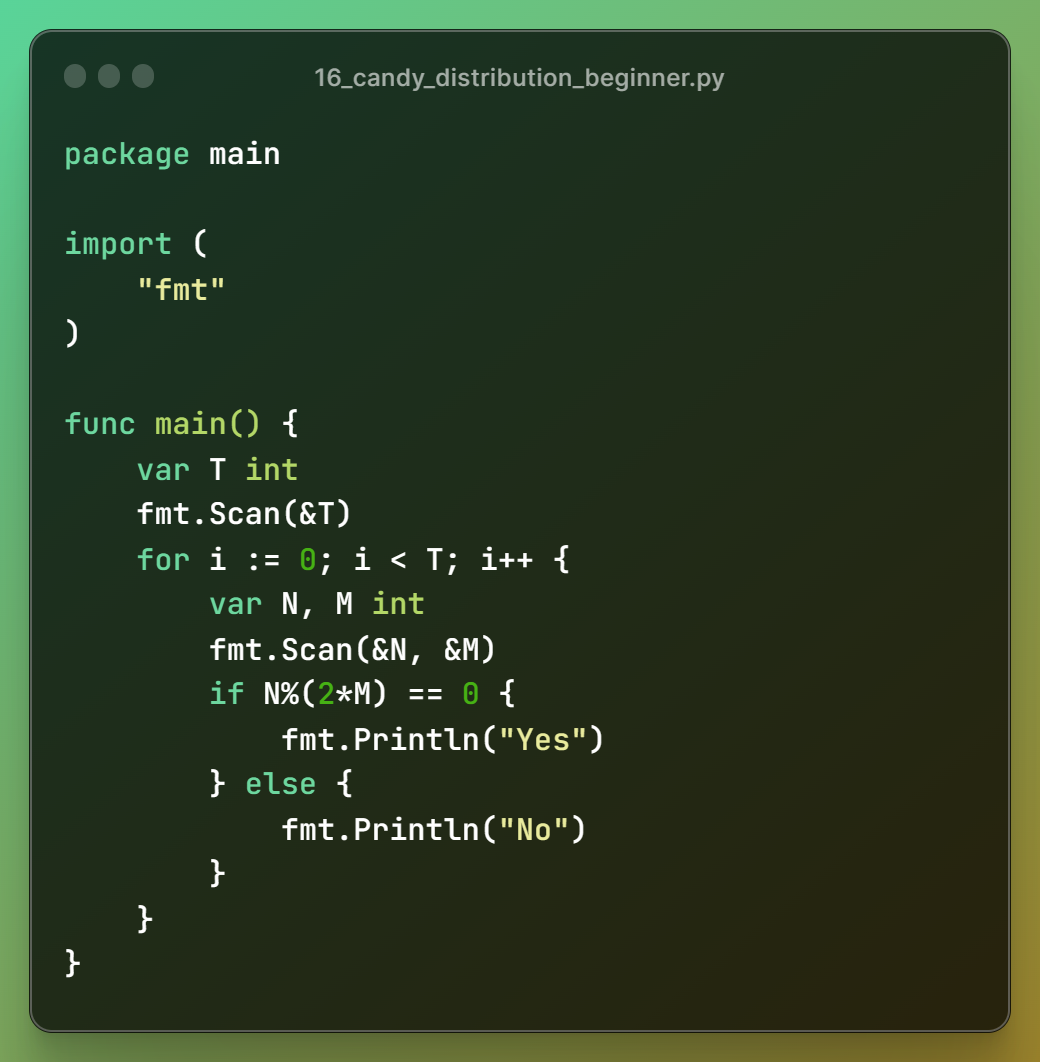 16_candy_distribution_beginner.py
package main
import (
    "fmt"
)
func main() {
    var T int
    fmt.Scan(&T)
    for i := 0; i < T; i++ {
        var N, M int
        fmt.Scan(&N, &M)
        if N%(2*M) == 0 {
            fmt.Println("Yes")
        } else {
            fmt.Println("No")
        }
    }
}